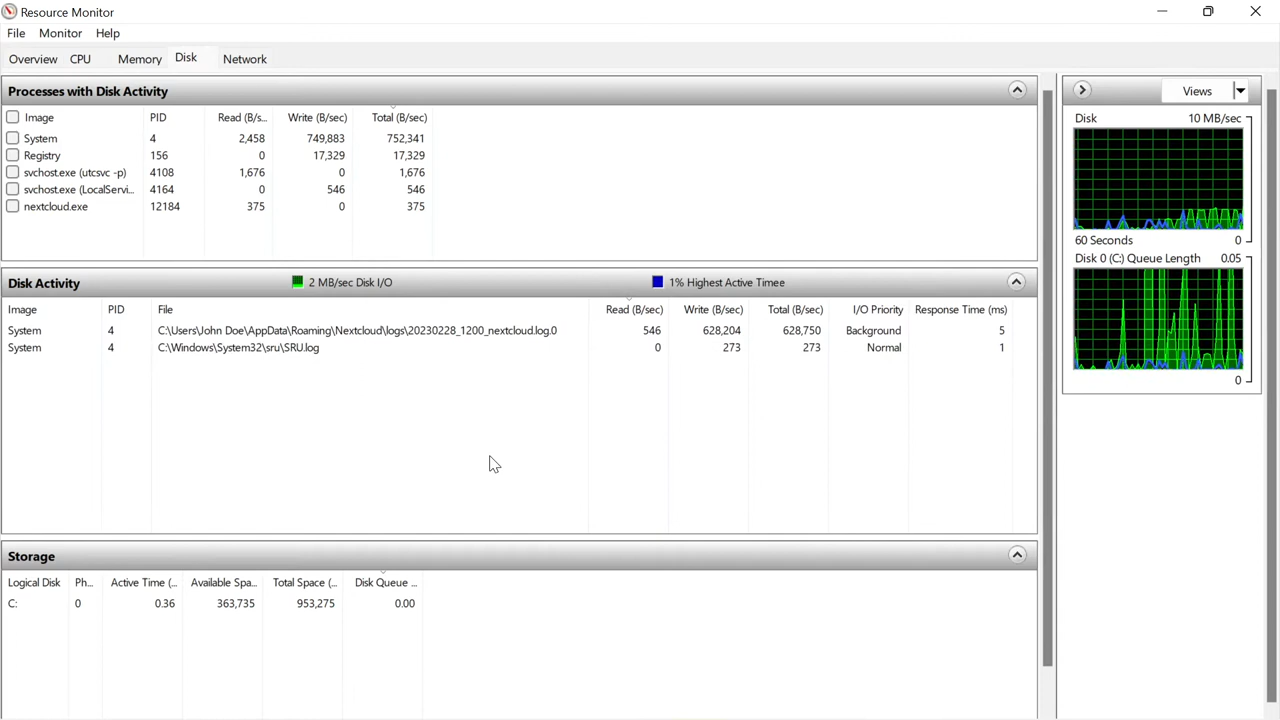 Resource Monitor
File Monitor Help
Overview CPU Memory Disk Network
Processes with Disk Activity
Image PID Read (B/s... Write (B/sec) Total (B/sec)
System 4 2,458 749,883 752,341
Registry 156 0 17,329 17,329
svchost.exe (utcsvc -p) 4108 1,676 0 1,676
svchost.exe (LocalServi... 4164 0 546 546
nextcloud.exe 12184 375 0 375
Disk Activity 2 MB/sec Disk I/O 1% Highest Active Timee
Image PID File Read (B/sec) Write (B/sec) Total (B/sec) I/O Priority Response Time (ms)
System 4 C:\Users\John Doe\AppData\Roaming\Nextcloud\logs\20230228_1200_nextcloud.log.0 546 628,204 628,750 Background 5
System 4 C:\Windows\System32\sru\SRU.log 0 273 273 Normal 1
Storage
Logical Disk Ph... Active Time (... Available Spa... Total Space (... Disk Queue ...
C: 0 0.36 363,735 953,275 0.00
Views
Disk 10 MB/sec
60 Seconds 0
Disk 0 (C:) Queue Length 0.05
0